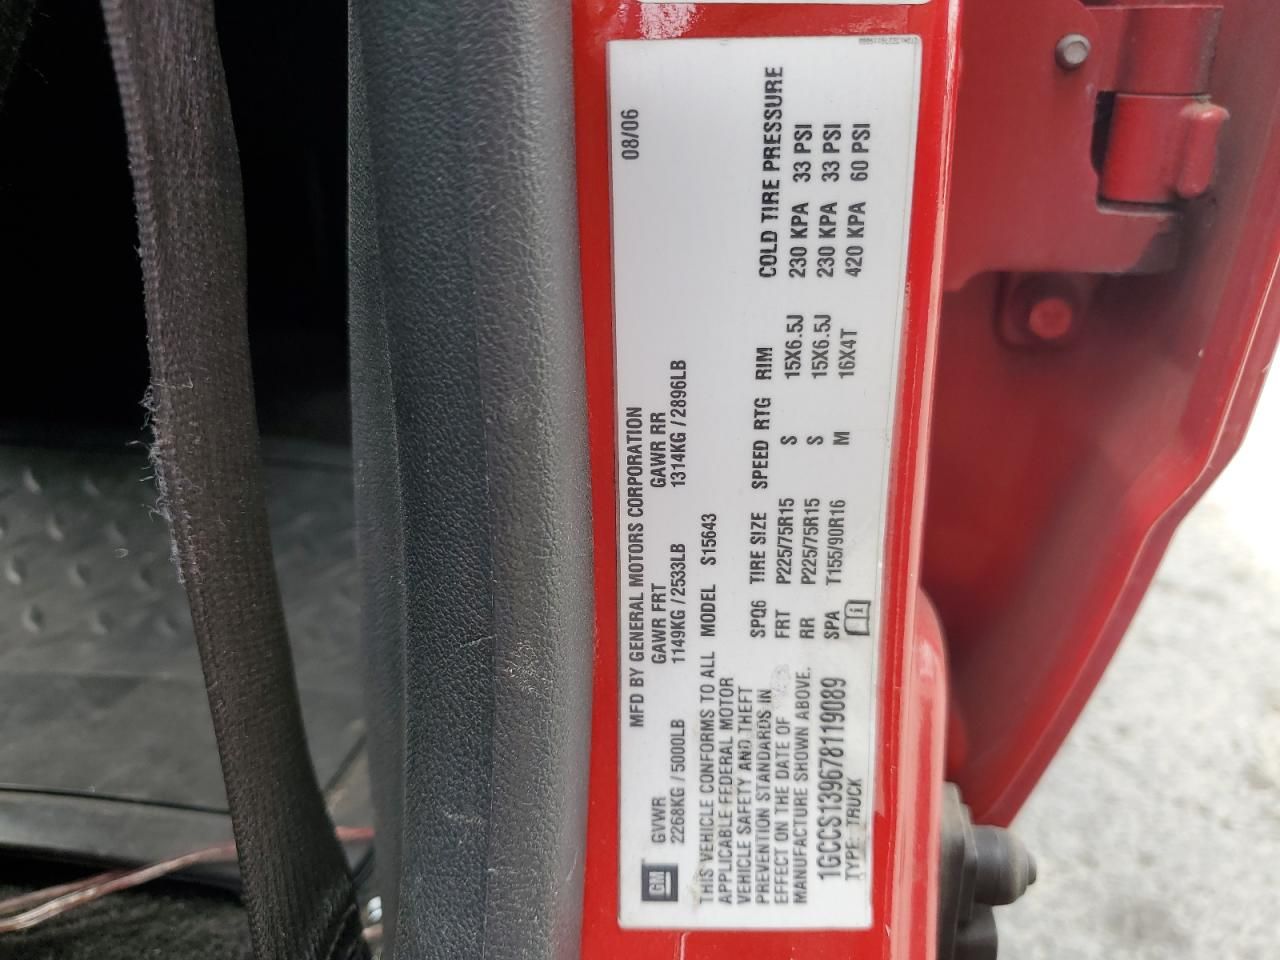 08/06
MFD BY GENERAL MOTORS CORPORATION
GM
GVWR GAWR FRT GAWR RR
2268KG / 5000LB 1149KG / 2533LB 1314KG / 2896LB
THIS VEHICLE CONFORMS TO ALL
APPLICABLE FEDERAL MOTOR
VEHICLE SAFETY AND THEFT
PREVENTION STANDARDS IN
EFFECT ON THE DATE OF
MANUFACTURE SHOWN ABOVE.
1GCCS139678119089
TYPE: TRUCK
MODEL S15643
SPQ6 TIRE SIZE SPEED RTG RIM COLD TIRE PRESSURE
FRT P225/75R15 S 15X6.5J 230 KPA 33 PSI
RR P225/75R15 S 15X6.5J 230 KPA 33 PSI
SPA T155/90R16 M 16X4T 420 KPA 60 PSI